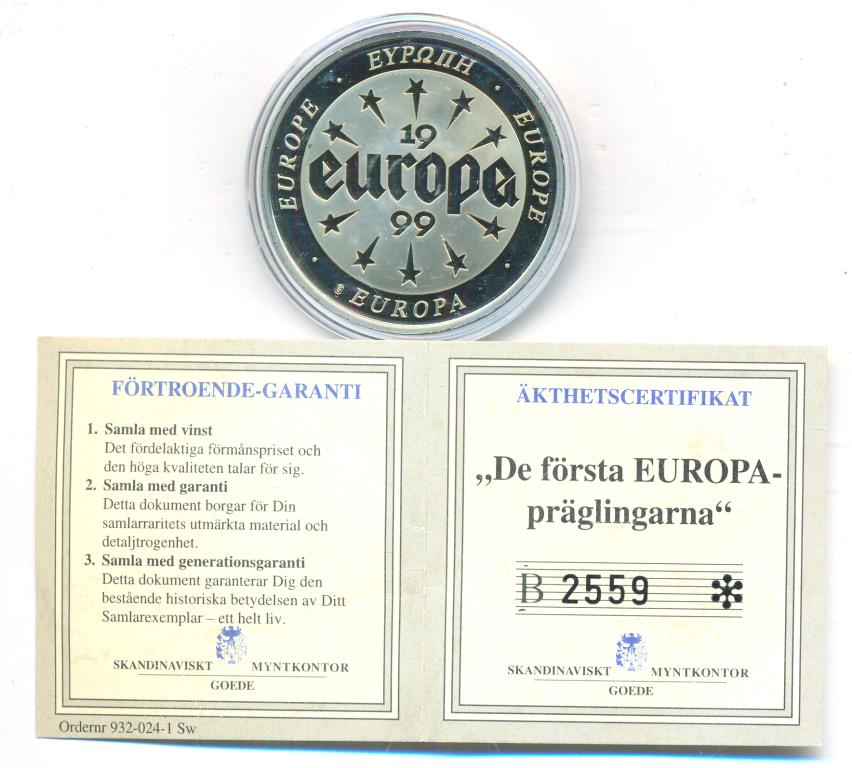 ΕΥΡΩΠΗ
EUROPE
EUROPE
19
europa
99
EUROPA
FÖRTROENDE-GARANTI
1. Samla med vinst
Det fördelaktiga förmånspriset och
den höga kvaliteten talar för sig.
2. Samla med garanti
Detta dokument borgar för Din
samlarraritets utmärkta material och
detaljtrogenhet.
3. Samla med generationsgaranti
Detta dokument garanterar Dig den
bestående historiska betydelsen av Ditt
Samlarexemplar – ett helt liv.
SKANDINAVISKT MYNTKONTOR
GOEDE
Ordernr 932-024-1 Sw
ÄKTHETSCERTIFIKAT
„De första EUROPA-
präglingarna“
B 2559
SKANDINAVISKT MYNTKONTOR
GOEDE